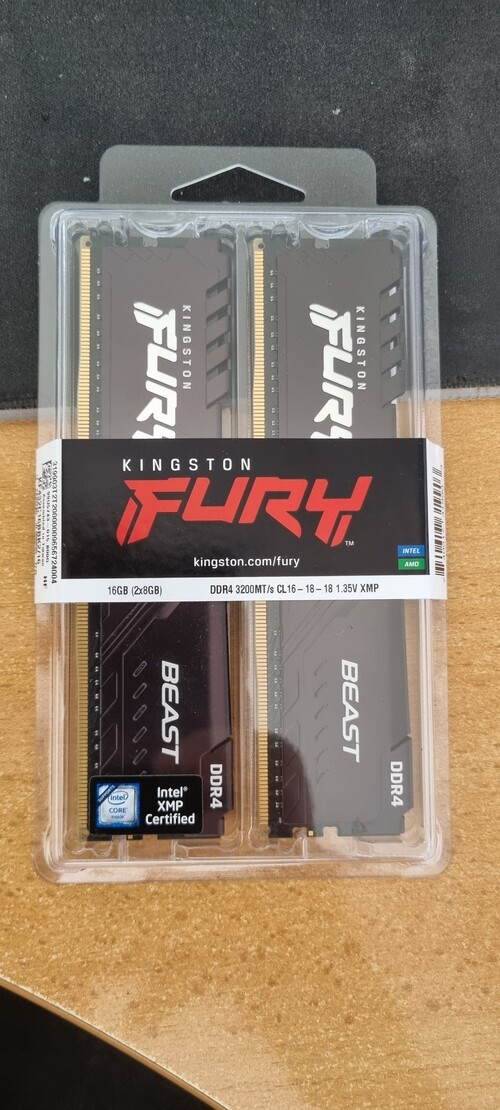 KINGSTON
FURY
KINGSTON
FURY
KINGSTON
FURY
™
kingston.com/fury
INTEL
AMD
16GB (2x8GB)
DDR4 3200MT/s CL16 – 18 – 18 1.35V XMP
BEAST
DDR4
BEAST
DDR4
intel
CORE
Intel®
XMP
Certified